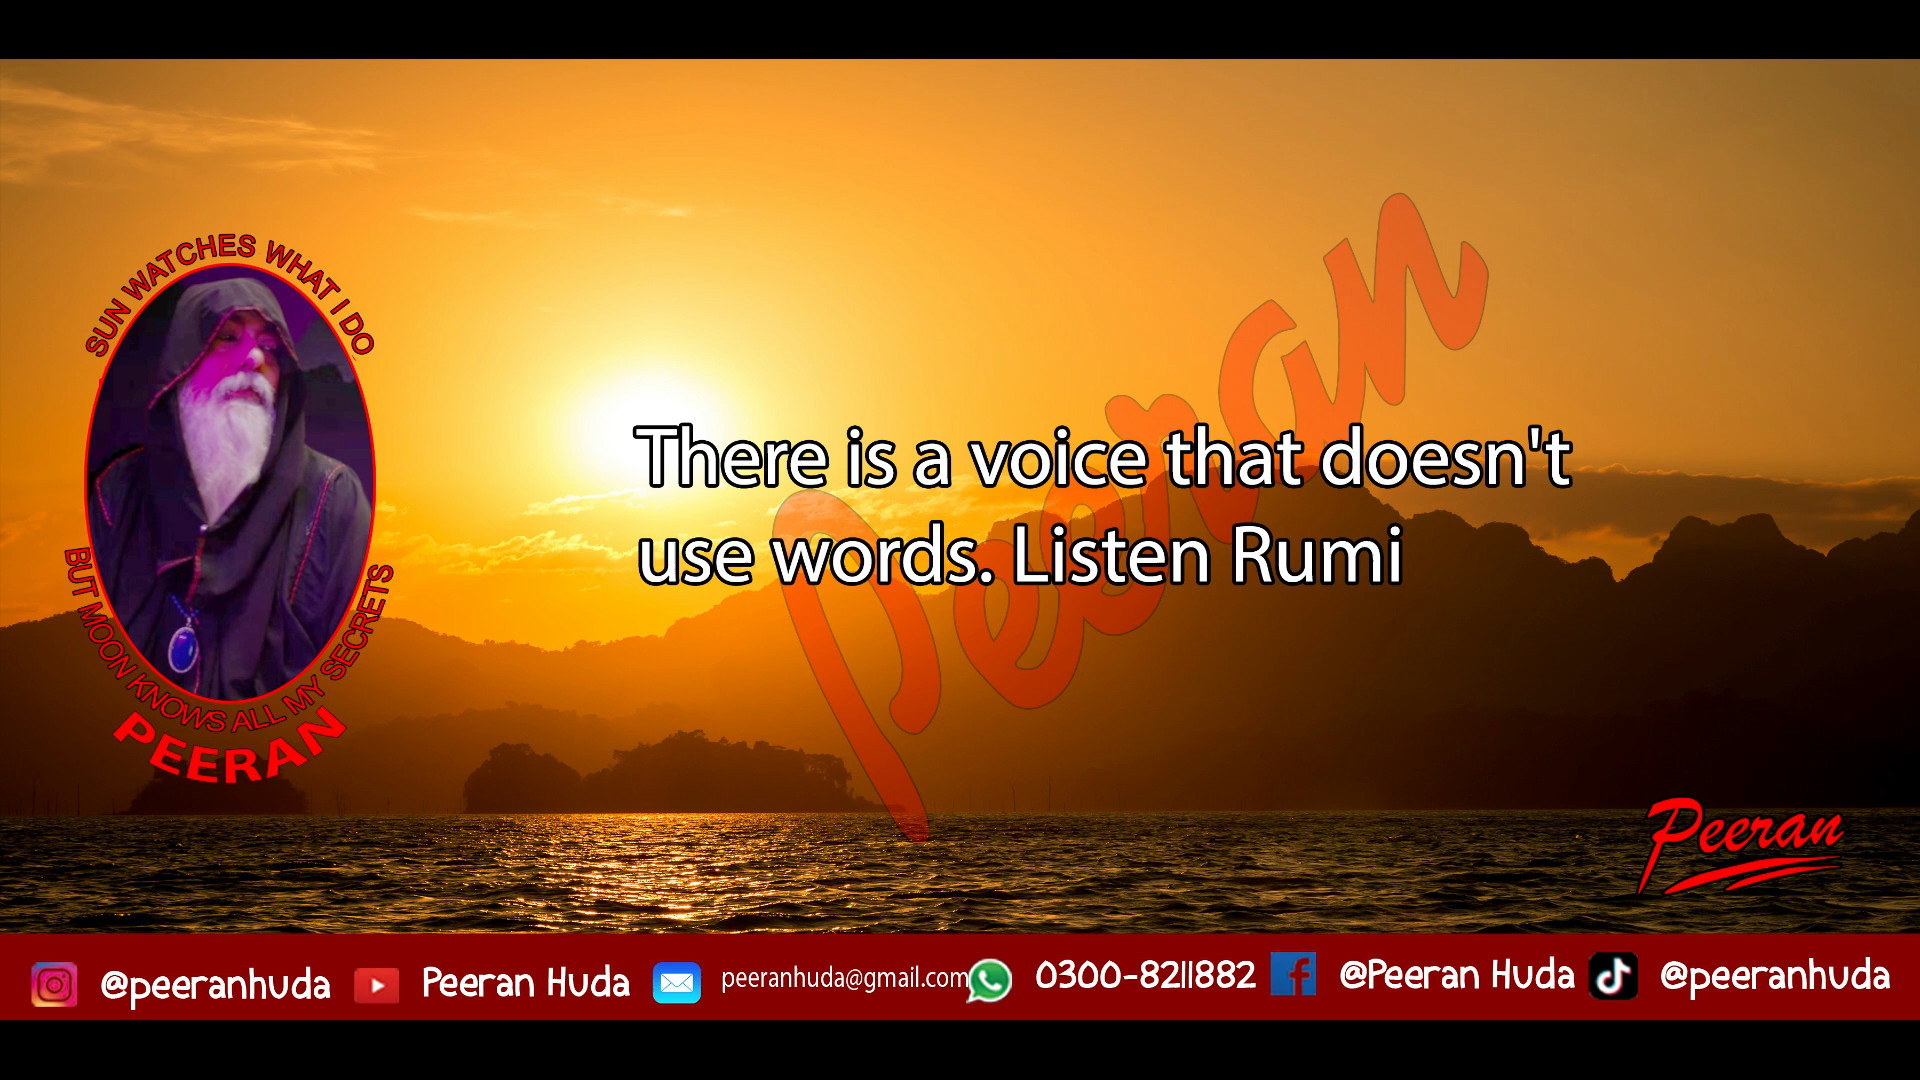 SUN WATCHES WHAT I DO
BUT MOON KNOWS ALL MY SECRETS
PEERAN
Peeran
There is a voice that doesn't
use words. Listen Rumi
Peeran
@peeranhuda
Peeran Huda
peeranhuda@gmail.com
0300-8211882
@Peeran Huda
@peeranhuda